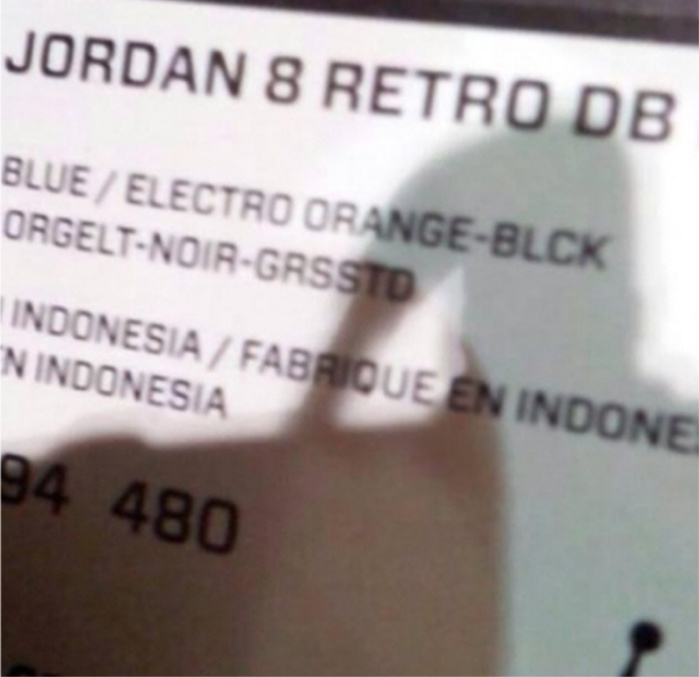 JORDAN 8 RETRO DB
BLUE / ELECTRO ORANGE-BLCK
ORGELT-NOIR-GRSSTD
INDONESIA / FABRIQUE EN INDONE
INDONESIA
94 480